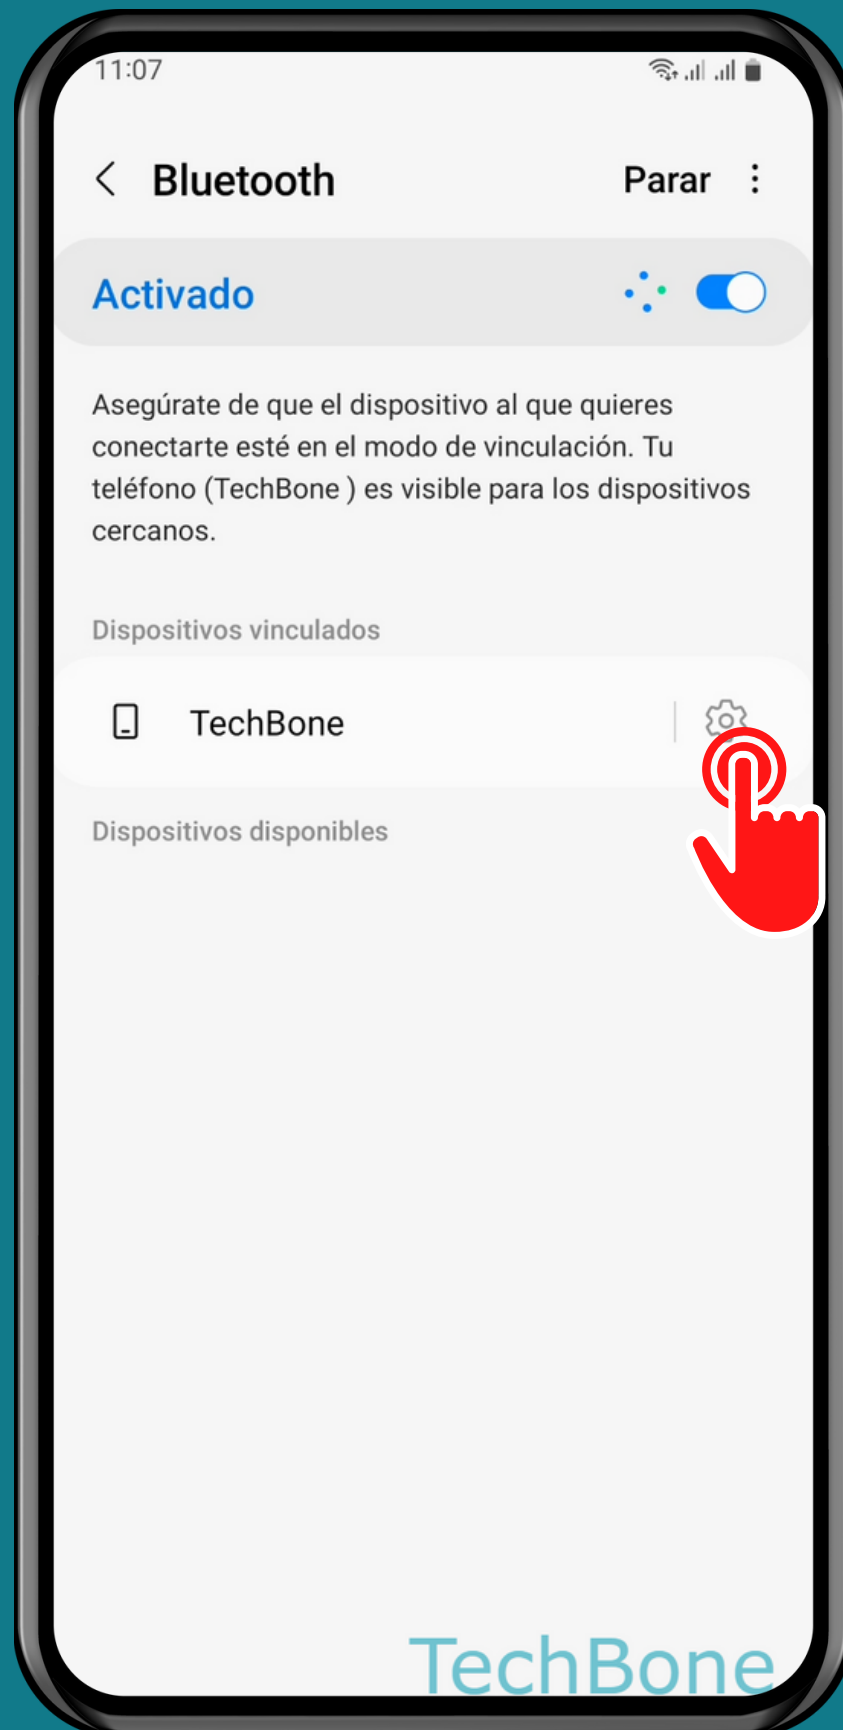 11:07
Bluetooth Parar
Activado
Asegúrate de que el dispositivo al que quieres
conectarte esté en el modo de vinculación. Tu
teléfono (TechBone ) es visible para los dispositivos
cercanos.
Dispositivos vinculados
TechBone
Dispositivos disponibles
TechBone